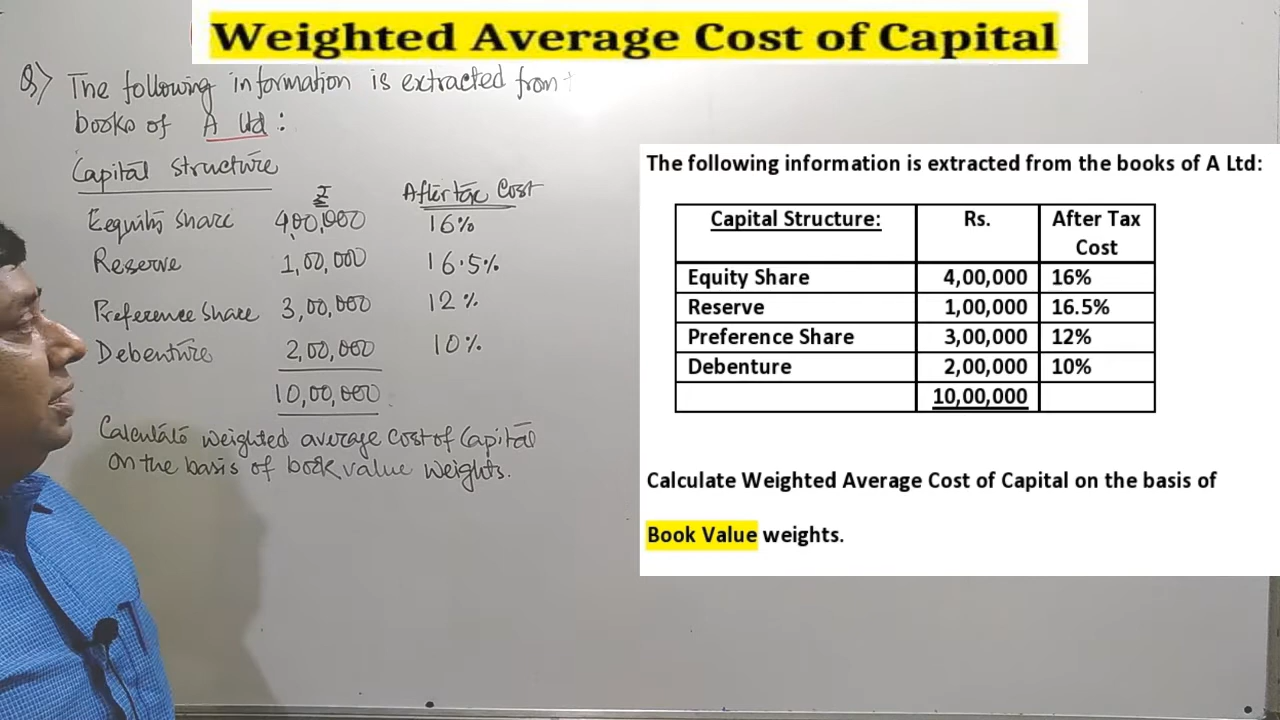 Weighted Average Cost of Capital
Q) The following information is extracted from
books of A Ltd :
Capital Structure
₹ After tax Cost
Equity Share 4,00,000 16%
Reserve 1,00,000 16.5%
Preference Share 3,00,000 12%
Debenture 2,00,000 10%
10,00,000
Calculate weighted average Cost of Capital
on the basis of book value weights.
The following information is extracted from the books of A Ltd:
Capital Structure: Rs. After Tax Cost
Equity Share 4,00,000 16%
Reserve 1,00,000 16.5%
Preference Share 3,00,000 12%
Debenture 2,00,000 10%
10,00,000
Calculate Weighted Average Cost of Capital on the basis of
Book Value weights.